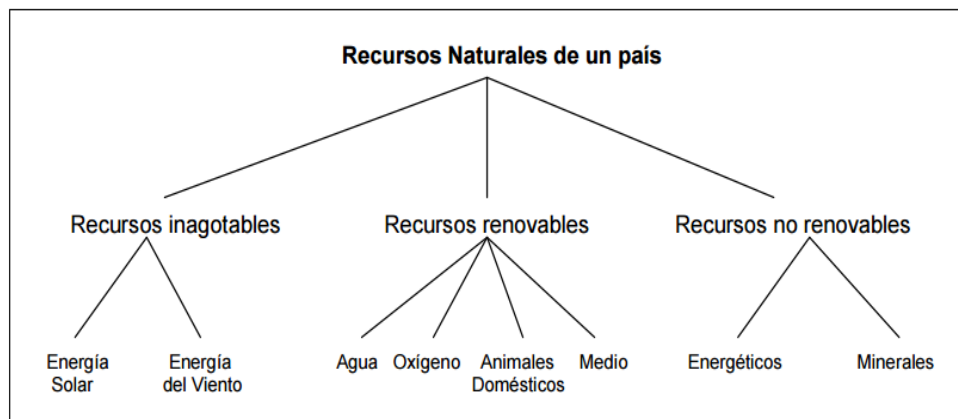 Recursos Naturales de un país
Recursos inagotables
Recursos renovables
Recursos no renovables
Energía
Solar
Energía
del Viento
Agua
Oxígeno
Animales
Domésticos
Medio
Energéticos
Minerales